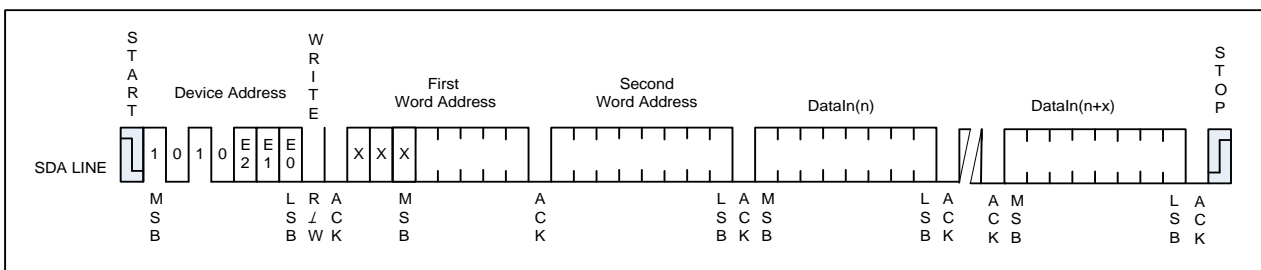 START
WRITE
STOP
Device Address
First
Word Address
Second
Word Address
DataIn(n)
DataIn(n+x)
SDA LINE
1 0 1 0 E2 E1 E0
X X X
MSB
LSB
R/W
ACK
MSB
ACK
LSB
ACK
MSB
LSB
ACK
ACK
MSB
LSB
ACK